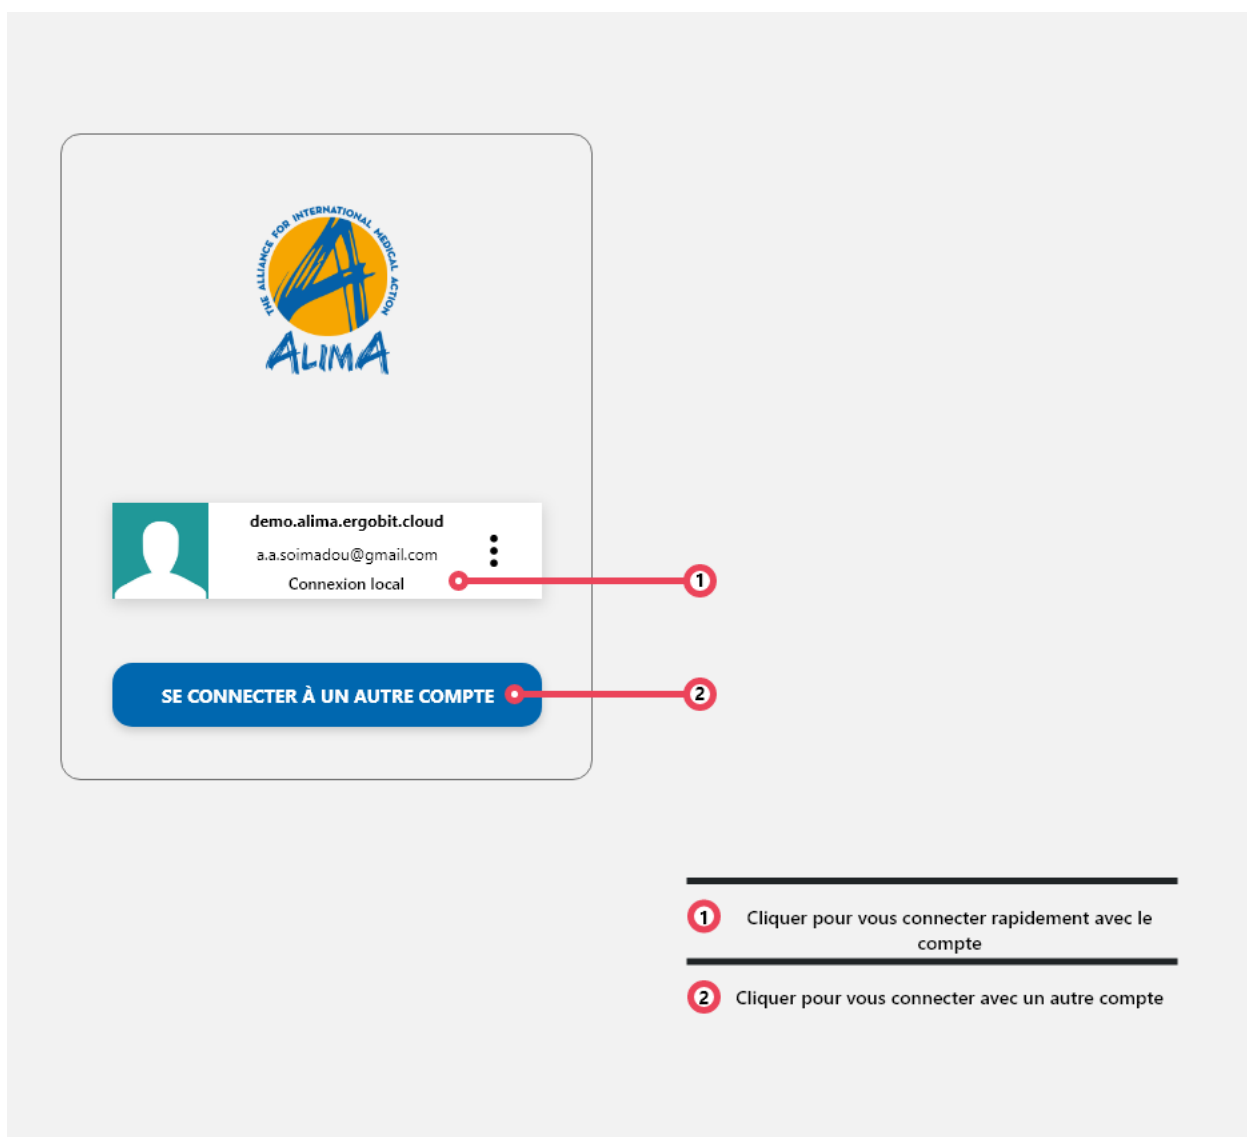 THE ALLIANCE FOR INTERNATIONAL MEDICAL ACTION
ALIMA
demo.alima.ergobit.cloud
a.a.soimadou@gmail.com
Connexion local
1
SE CONNECTER À UN AUTRE COMPTE
2
1 Cliquer pour vous connecter rapidement avec le
compte
2 Cliquer pour vous connecter avec un autre compte